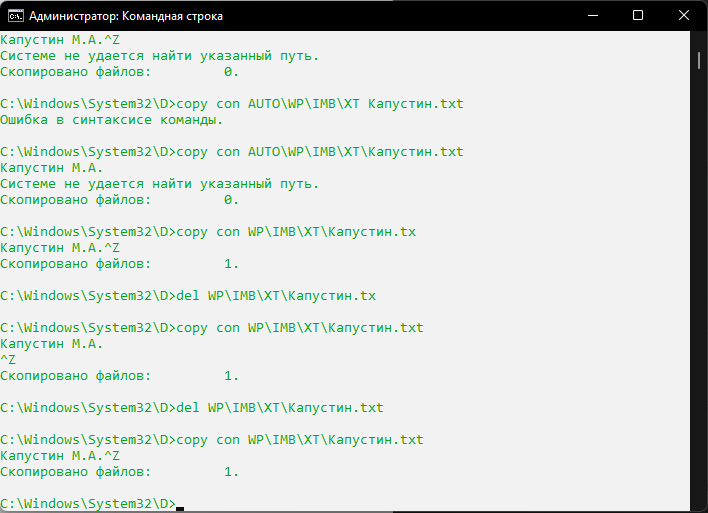 Администратор: Командная строка
Капустин М.А.^Z
Системе не удается найти указанный путь.
Скопировано файлов:         0.
C:\Windows\System32\D>copy con AUTO\WP\IMB\XT Капустин.txt
Ошибка в синтаксисе команды.
C:\Windows\System32\D>copy con AUTO\WP\IMB\XT\Капустин.txt
Капустин М.А.
Системе не удается найти указанный путь.
Скопировано файлов:         0.
C:\Windows\System32\D>copy con WP\IMB\XT\Капустин.tx
Капустин М.А.^Z
Скопировано файлов:         1.
C:\Windows\System32\D>del WP\IMB\XT\Капустин.tx
C:\Windows\System32\D>copy con WP\IMB\XT\Капустин.txt
Капустин М.А.
^Z
Скопировано файлов:         1.
C:\Windows\System32\D>del WP\IMB\XT\Капустин.txt
C:\Windows\System32\D>copy con WP\IMB\XT\Капустин.txt
Капустин М.А.^Z
Скопировано файлов:         1.
C:\Windows\System32\D>